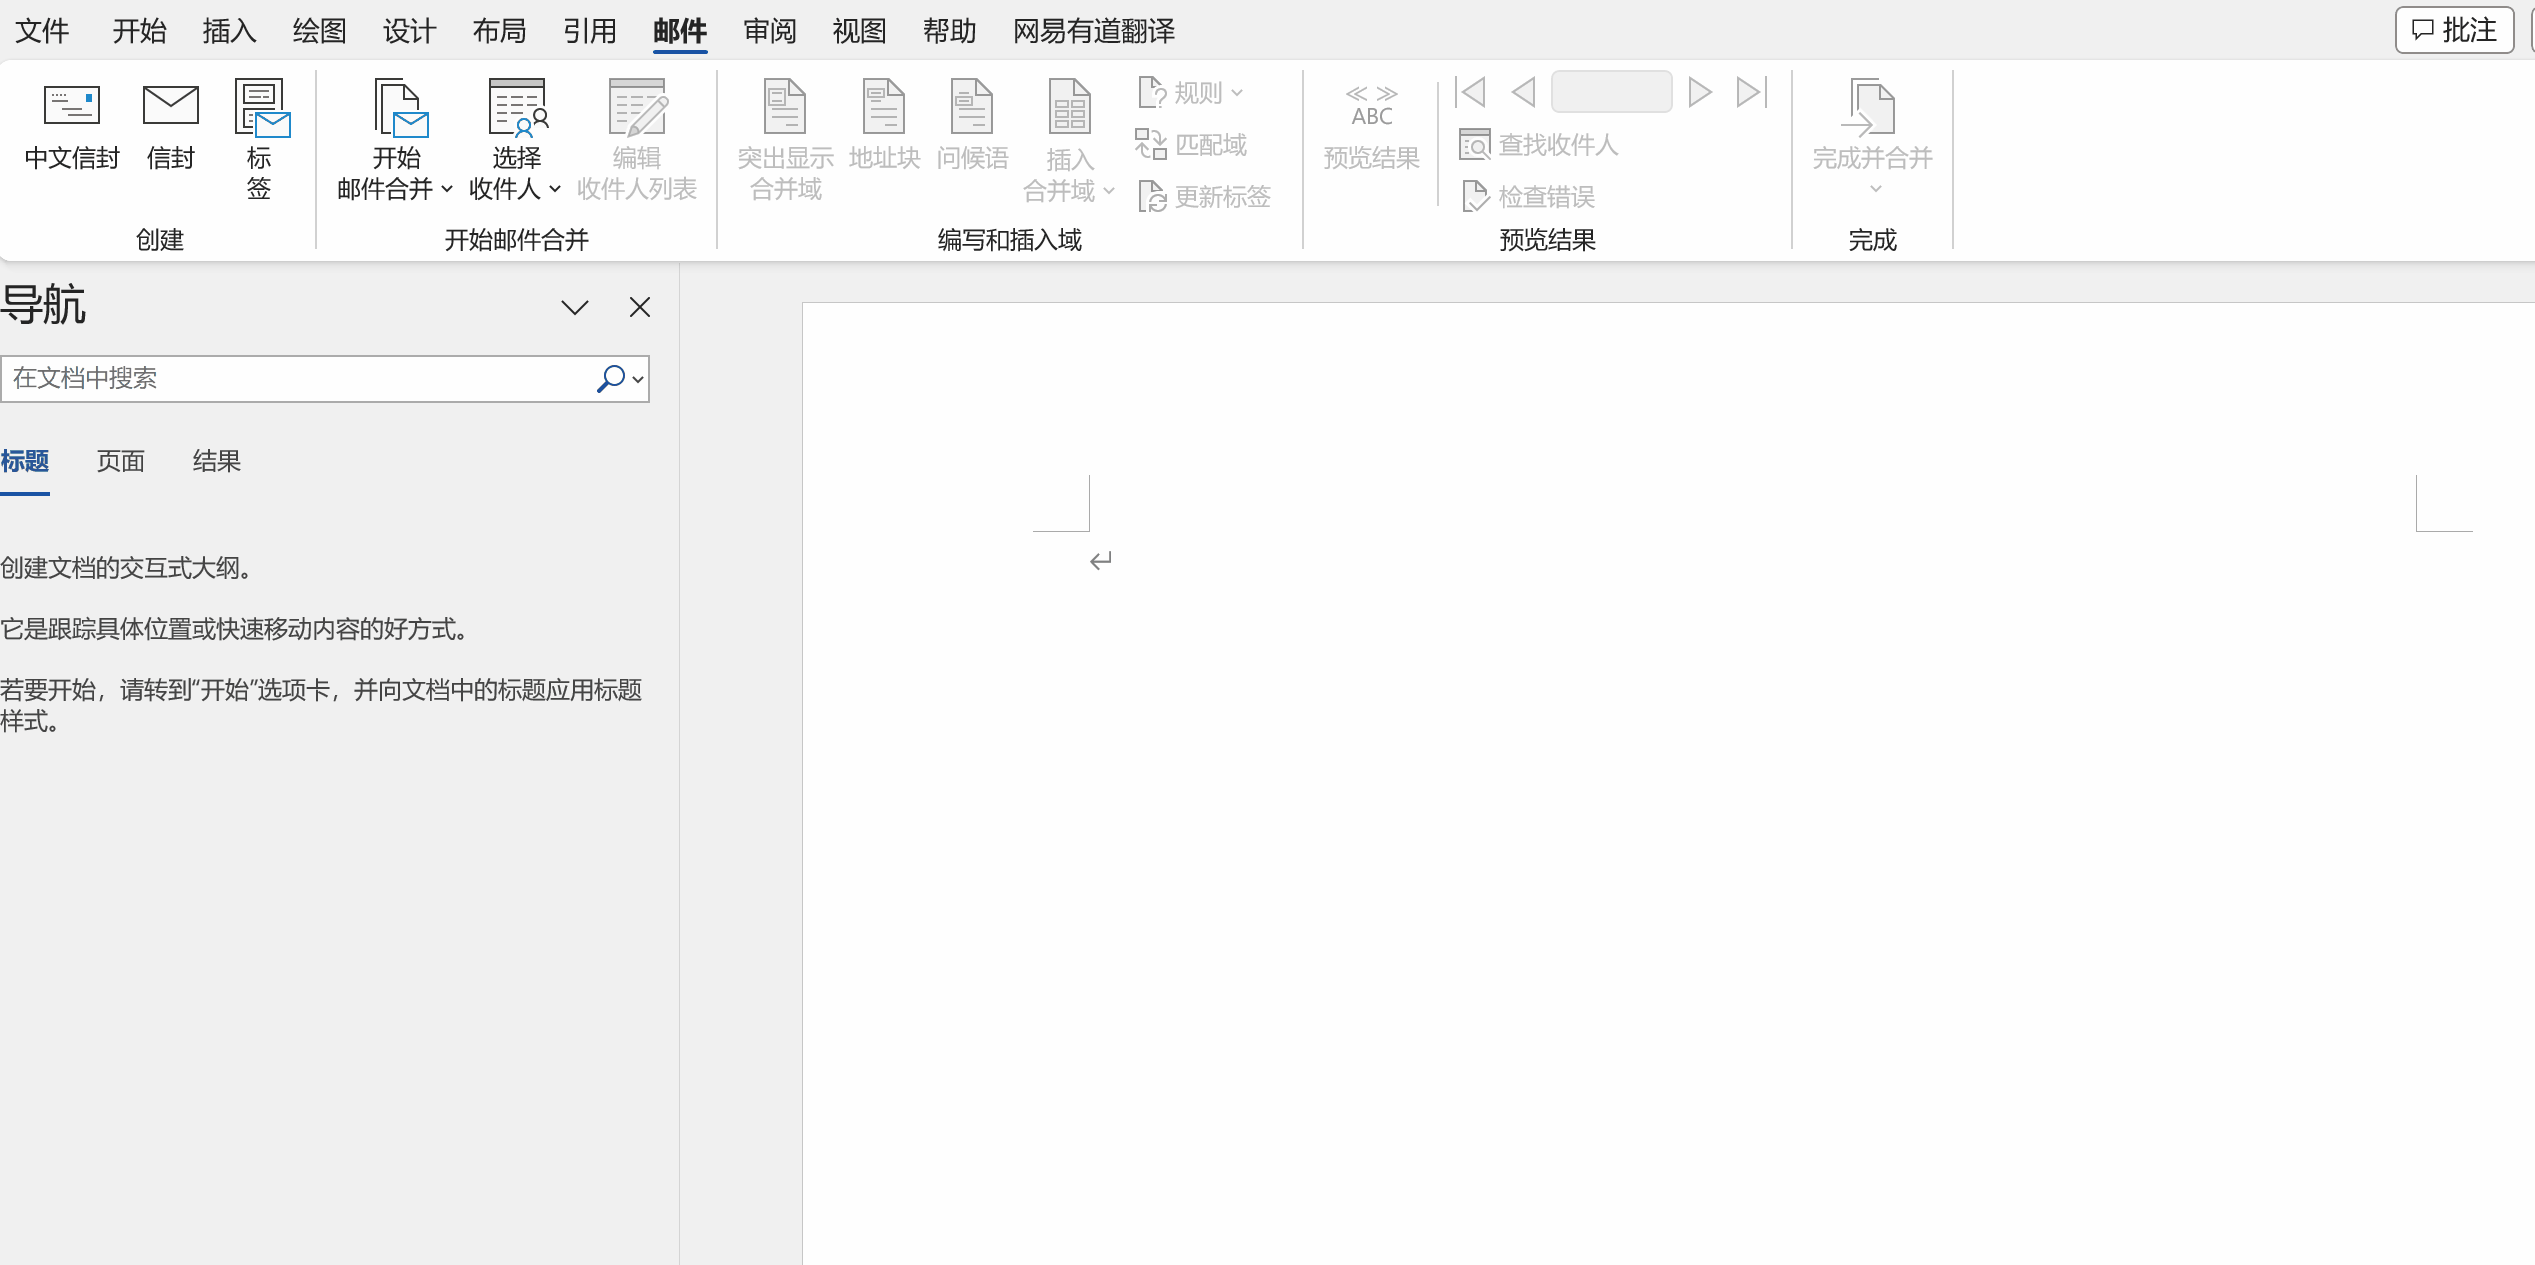 文件 开始 插入 绘图 设计 布局 引用 邮件 审阅 视图 帮助 网易有道翻译 批注
中文信封
信封
标
签
创建
开始
邮件合并
选择
收件人
编辑
收件人列表
开始邮件合并
突出显示
合并域
地址块
问候语
插入
合并域
规则
匹配域
更新标签
编写和插入域
ABC
预览结果
查找收件人
检查错误
预览结果
完成并合并
完成
导航
在文档中搜索
标题 页面 结果
创建文档的交互式大纲。
它是跟踪具体位置或快速移动内容的好方式。
若要开始，请转到“开始”选项卡，并向文档中的标题应用标题
样式。